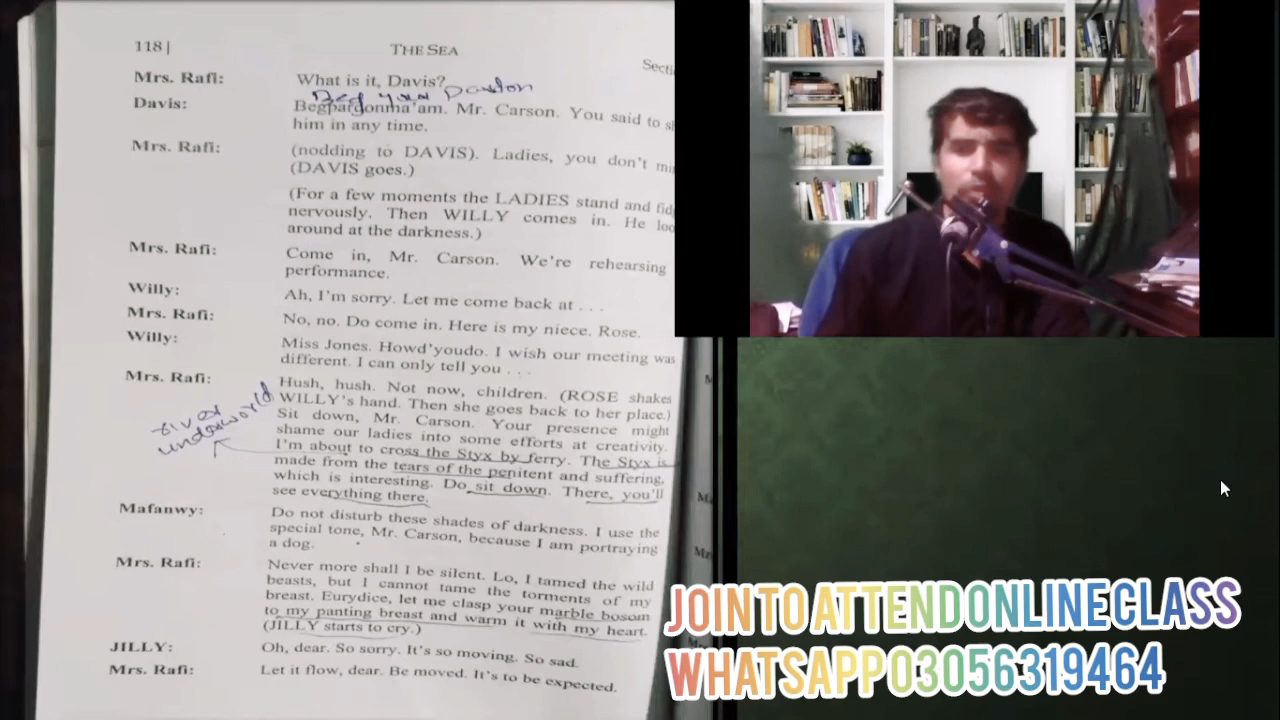 118 |
THE SEA
Secti
Mrs. Rafi: What is it, Davis?
Beg your Pardon
Davis: Begpardonma'am. Mr. Carson. You said to s
him in any time.
Mrs. Rafi: (nodding to DAVIS). Ladies, you don't mi
(DAVIS goes.)
(For a few moments the LADIES stand and fid
nervously. Then WILLY comes in. He loo
around at the darkness.)
Mrs. Rafi: Come in, Mr. Carson. We're rehearsing
performance.
Willy: Ah, I'm sorry. Let me come back at . . .
Mrs. Rafi: No, no. Do come in. Here is my niece. Rose.
Willy: Miss Jones. Howd'youdo. I wish our meeting was
different. I can only tell you . . .
Mrs. Rafi: Hush, hush. Not now, children. (ROSE shakes
WILLY's hand. Then she goes back to her place.)
Sit down, Mr. Carson. Your presence might
shame our ladies into some efforts at creativity.
I'm about to cross the Styx by ferry. The Styx is
made from the tears of the penitent and suffering,
which is interesting. Do sit down. There, you'll
see everything there.
river
underworld
Mafanwy: Do not disturb these shades of darkness. I use the
special tone, Mr. Carson, because I am portraying
a dog.
Mrs. Rafi: Never more shall I be silent. Lo, I tamed the wild
beasts, but I cannot tame the torments of my
breast. Eurydice, let me clasp your marble bosom
to my panting breast and warm it with my heart.
(JILLY starts to cry.)
JILLY: Oh, dear. So sorry. It's so moving. So sad.
Mrs. Rafi: Let it flow, dear. Be moved. It's to be expected.
M
Ma
Mr
JOIN TO ATTEND ONLINE CLASS
WHATSAPP 03056319464